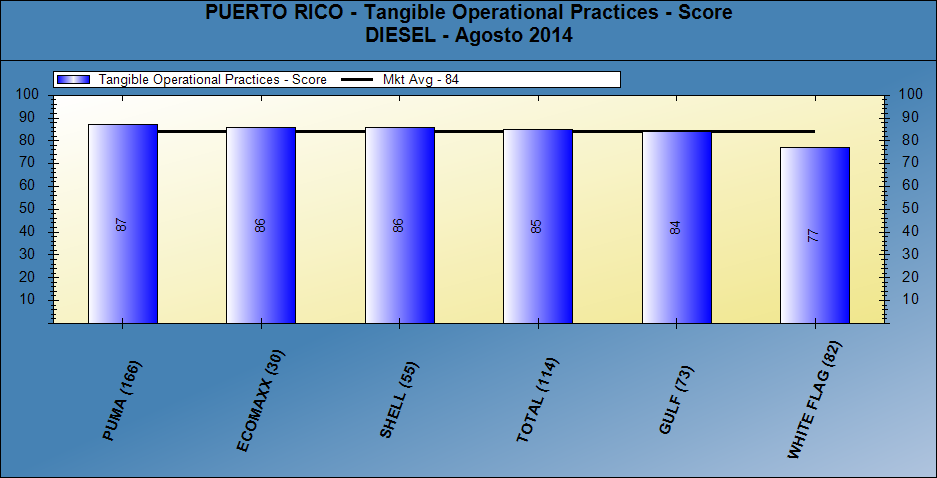 PUERTO RICO - Tangible Operational Practices - Score
DIESEL - Agosto 2014
Tangible Operational Practices - Score
Mkt Avg - 84
100
90
80
70
60
50
40
30
20
10
87
86
86
85
84
77
100
90
80
70
60
50
40
30
20
10
PUMA (166)
ECOMAXX (30)
SHELL (55)
TOTAL (114)
GULF (73)
WHITE FLAG (82)